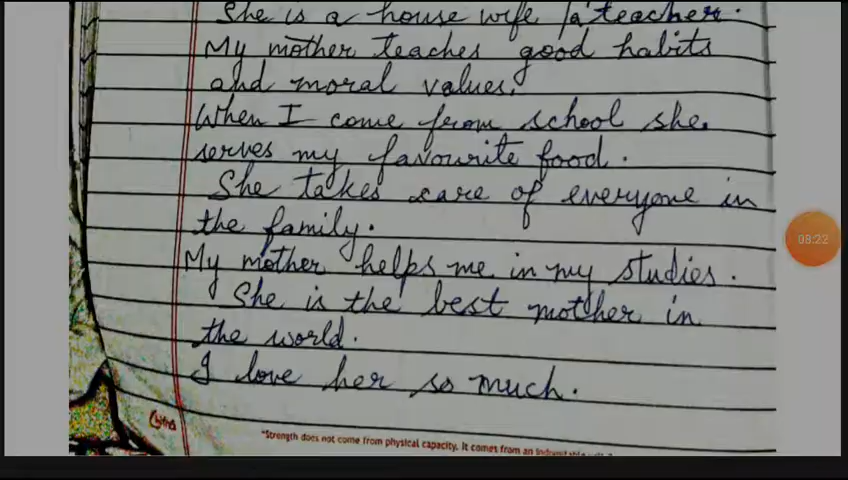 She is a house wife / a teacher.
My mother teaches good habits
and moral values.
When I come from school she
serves my favourite food.
She takes care of everyone in
the family.
My mother helps me in my studies.
She is the best mother in
the world.
I love her so much.
08:22
"Strength does not come from physical capacity. It comes from an